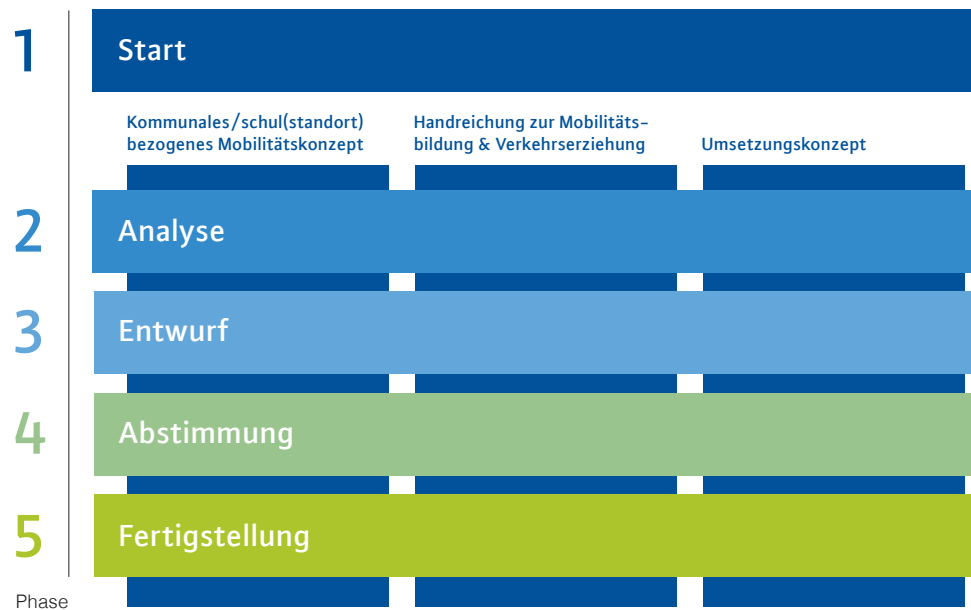 1
Start
Kommunales/schul(standort)
bezogenes Mobilitätskonzept
Handreichung zur Mobilitäts-
bildung & Verkehrserziehung
Umsetzungskonzept
2
Analyse
3
Entwurf
4
Abstimmung
5
Fertigstellung
Phase